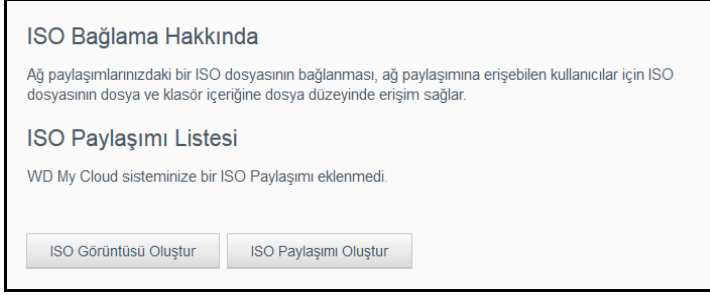 ISO Bağlama Hakkında
Ağ paylaşımlarınızdaki bir ISO dosyasının bağlanması, ağ paylaşımına erişebilen kullanıcılar için ISO
dosyasının dosya ve klasör içeriğine dosya düzeyinde erişim sağlar.
ISO Paylaşımı Listesi
WD My Cloud sisteminize bir ISO Paylaşımı eklenmedi.
ISO Görüntüsü Oluştur
ISO Paylaşımı Oluştur